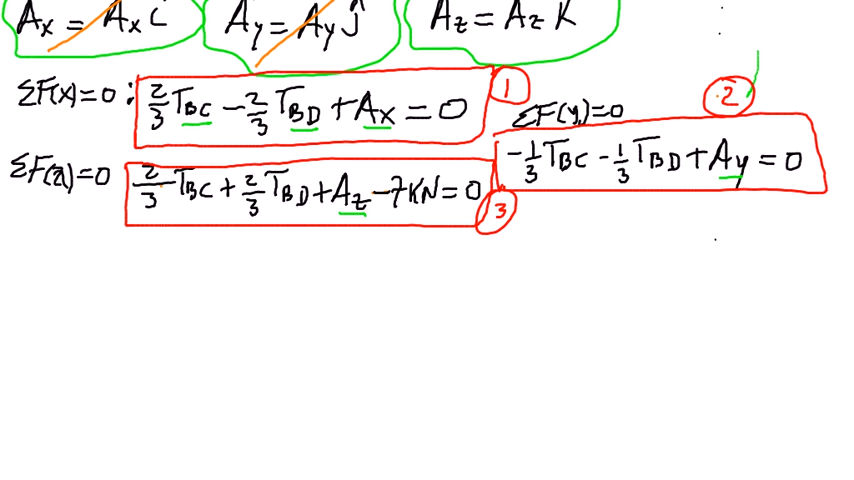 Ax = Ax i Ay = Ay j Az = Az K
ΣF(x)=0 : 2/3 TBC - 2/3 TBD + Ax = 0 1
ΣF(y)=0 2
-1/3 TBC - 1/3 TBD + Ay = 0
ΣF(z)=0 2/3 TBC + 2/3 TBD + Az - 7KN = 0 3